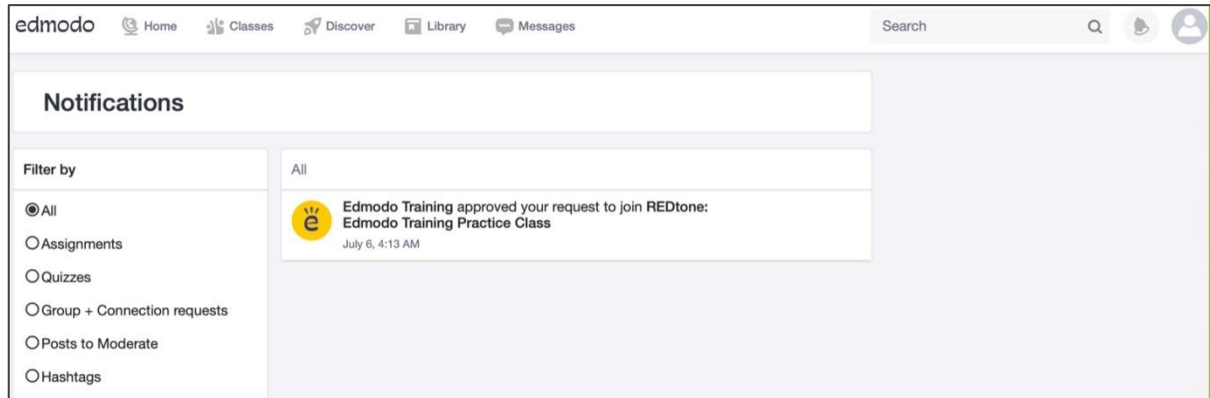 edmodo Home Classes Discover Library Messages Search
Notifications
Filter by
All
Assignments
Quizzes
Group + Connection requests
Posts to Moderate
Hashtags
All
Edmodo Training approved your request to join REDtone:
Edmodo Training Practice Class
July 6, 4:13 AM